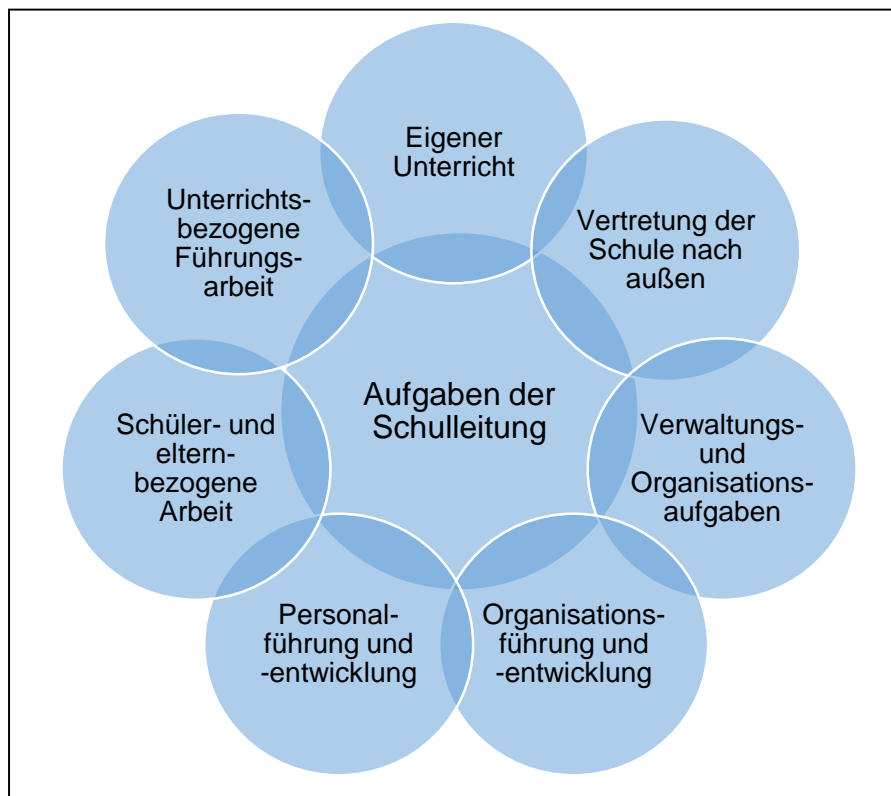 Eigener
Unterricht
Vertretung der
Schule nach
außen
Verwaltungs-
und
Organisations-
aufgaben
Organisations-
führung und
-entwicklung
Personal-
führung und
-entwicklung
Schüler- und
eltern-
bezogene
Arbeit
Unterrichts-
bezogene
Führungs-
arbeit
Aufgaben der
Schulleitung